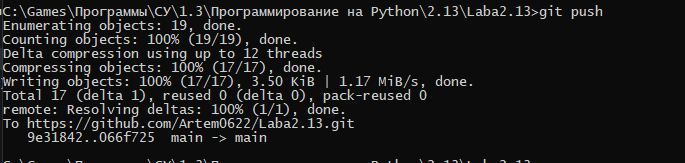 C:\Games\Программы\СУ\1.3\Программирование на Python\2.13\Laba2.13>git push
Enumerating objects: 19, done.
Counting objects: 100% (19/19), done.
Delta compression using up to 12 threads
Compressing objects: 100% (17/17), done.
Writing objects: 100% (17/17), 3.50 KiB | 1.17 MiB/s, done.
Total 17 (delta 1), reused 0 (delta 0), pack-reused 0
remote: Resolving deltas: 100% (1/1), done.
To https://github.com/Artem0622/Laba2.13.git
   9e31842..066f725  main -> main